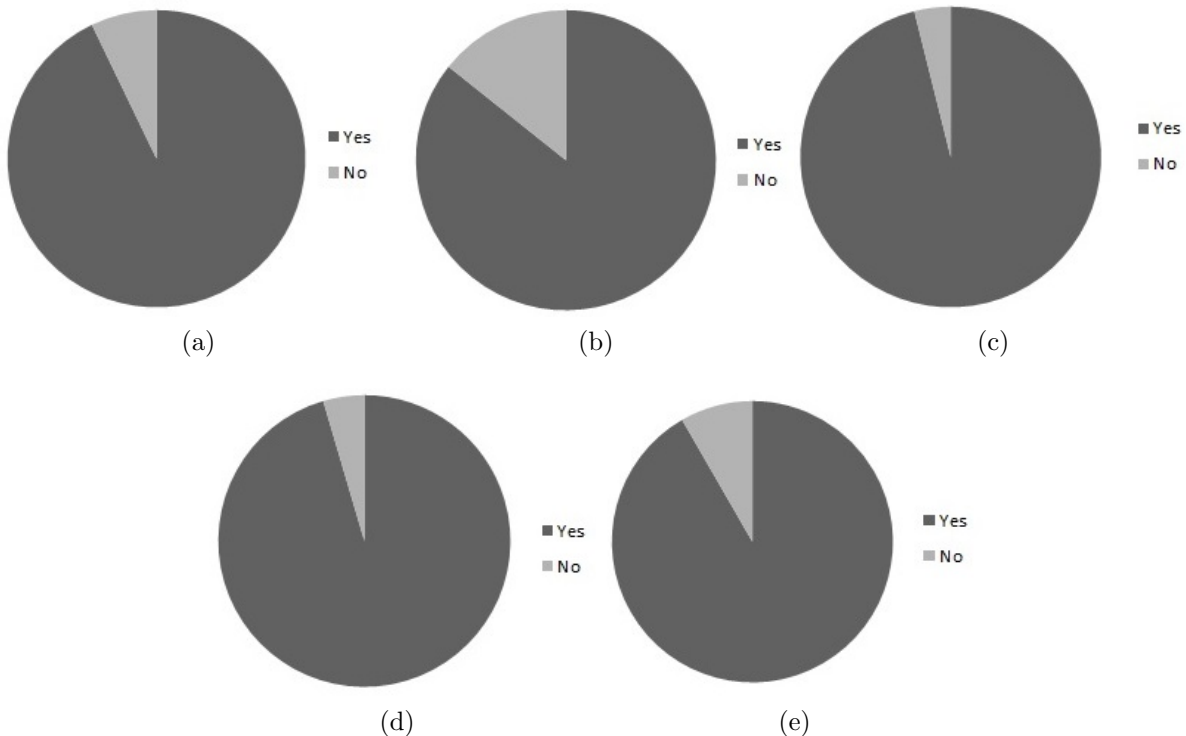 Yes
No
(a)
Yes
No
(b)
Yes
No
(c)
Yes
No
(d)
Yes
No
(e)